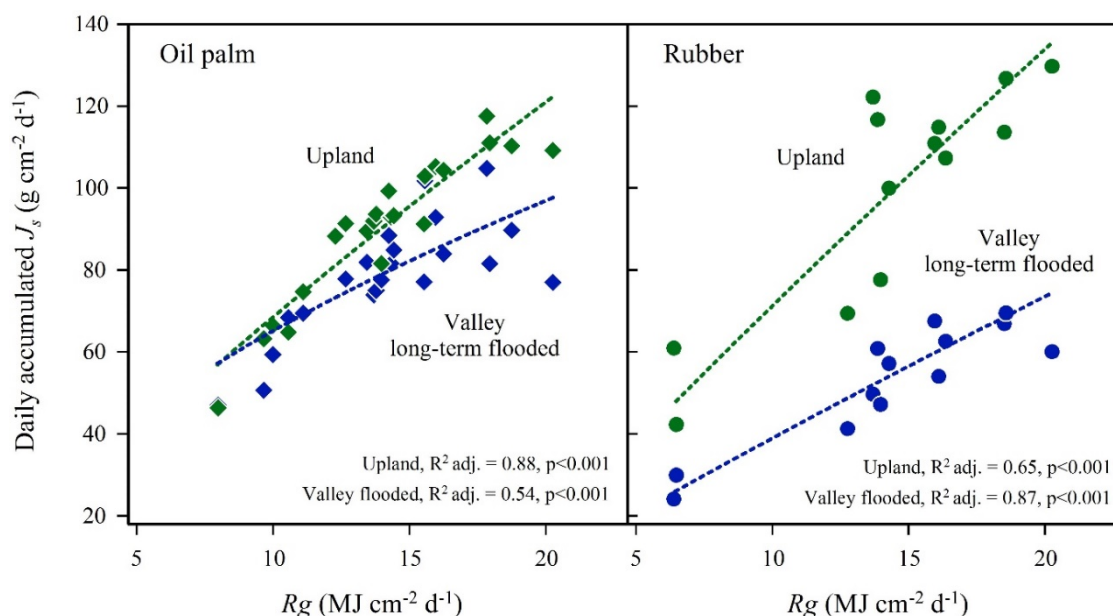 Daily accumulated Js (g cm-2 d-1)
140
120
100
80
60
40
20
Oil palm
Upland
Valley
long-term flooded
Upland, R2 adj. = 0.88, p<0.001
Valley flooded, R2 adj. = 0.54, p<0.001
5
10
15
20
Rg (MJ cm-2 d-1)
Rubber
Upland
Valley
long-term flooded
Upland, R2 adj. = 0.65, p<0.001
Valley flooded, R2 adj. = 0.87, p<0.001
5
10
15
20
Rg (MJ cm-2 d-1)